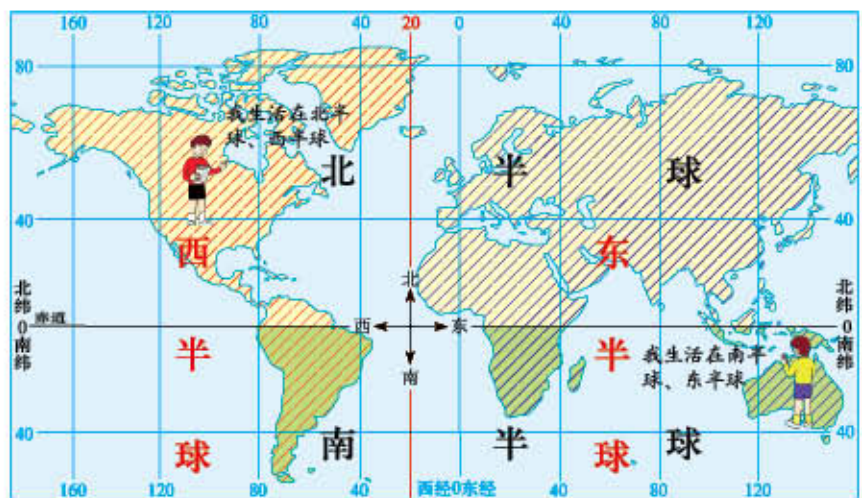 160 120 80 40 20 0 40 80 120
80 80
我生活在北半
球、西半球
北 半 球
40 40
西 东
北纬 北 北纬
赤道 0 西 东 0
南纬 南 南纬
半 半
我生活在南半
球、东半球
40 40
球 南 半 球 球
160 120 80 40 西经0东经 40 80 120